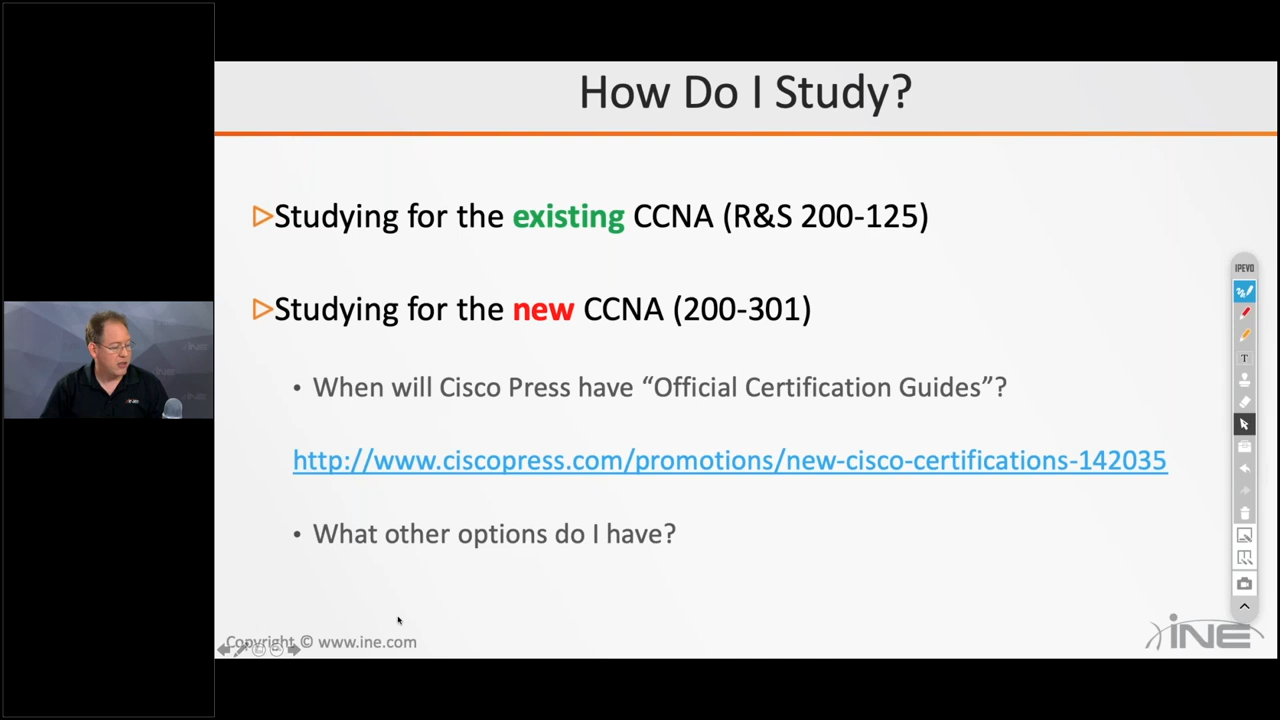 How Do I Study?
Studying for the existing CCNA (R&S 200-125)
Studying for the new CCNA (200-301)
• When will Cisco Press have “Official Certification Guides”?
http://www.ciscopress.com/promotions/new-cisco-certifications-142035
• What other options do I have?
Copyright © www.ine.com
iNE
IPEVO
T